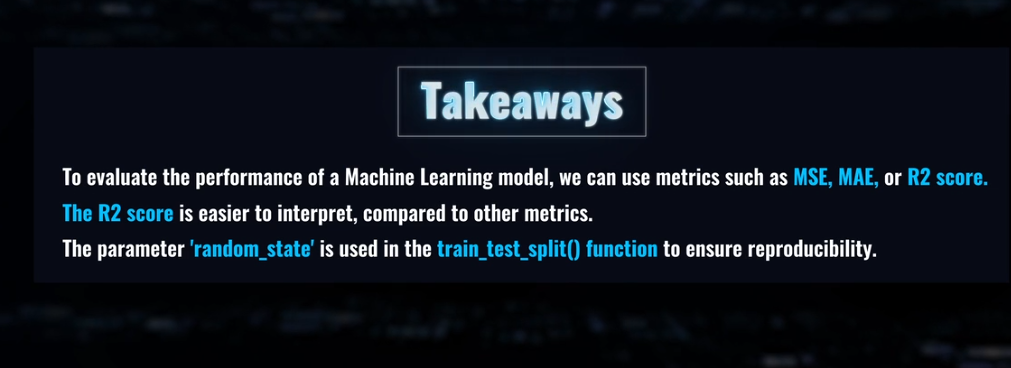 Takeaways
To evaluate the performance of a Machine Learning model, we can use metrics such as MSE, MAE, or R2 score.
The R2 score is easier to interpret, compared to other metrics.
The parameter 'random_state' is used in the train_test_split() function to ensure reproducibility.